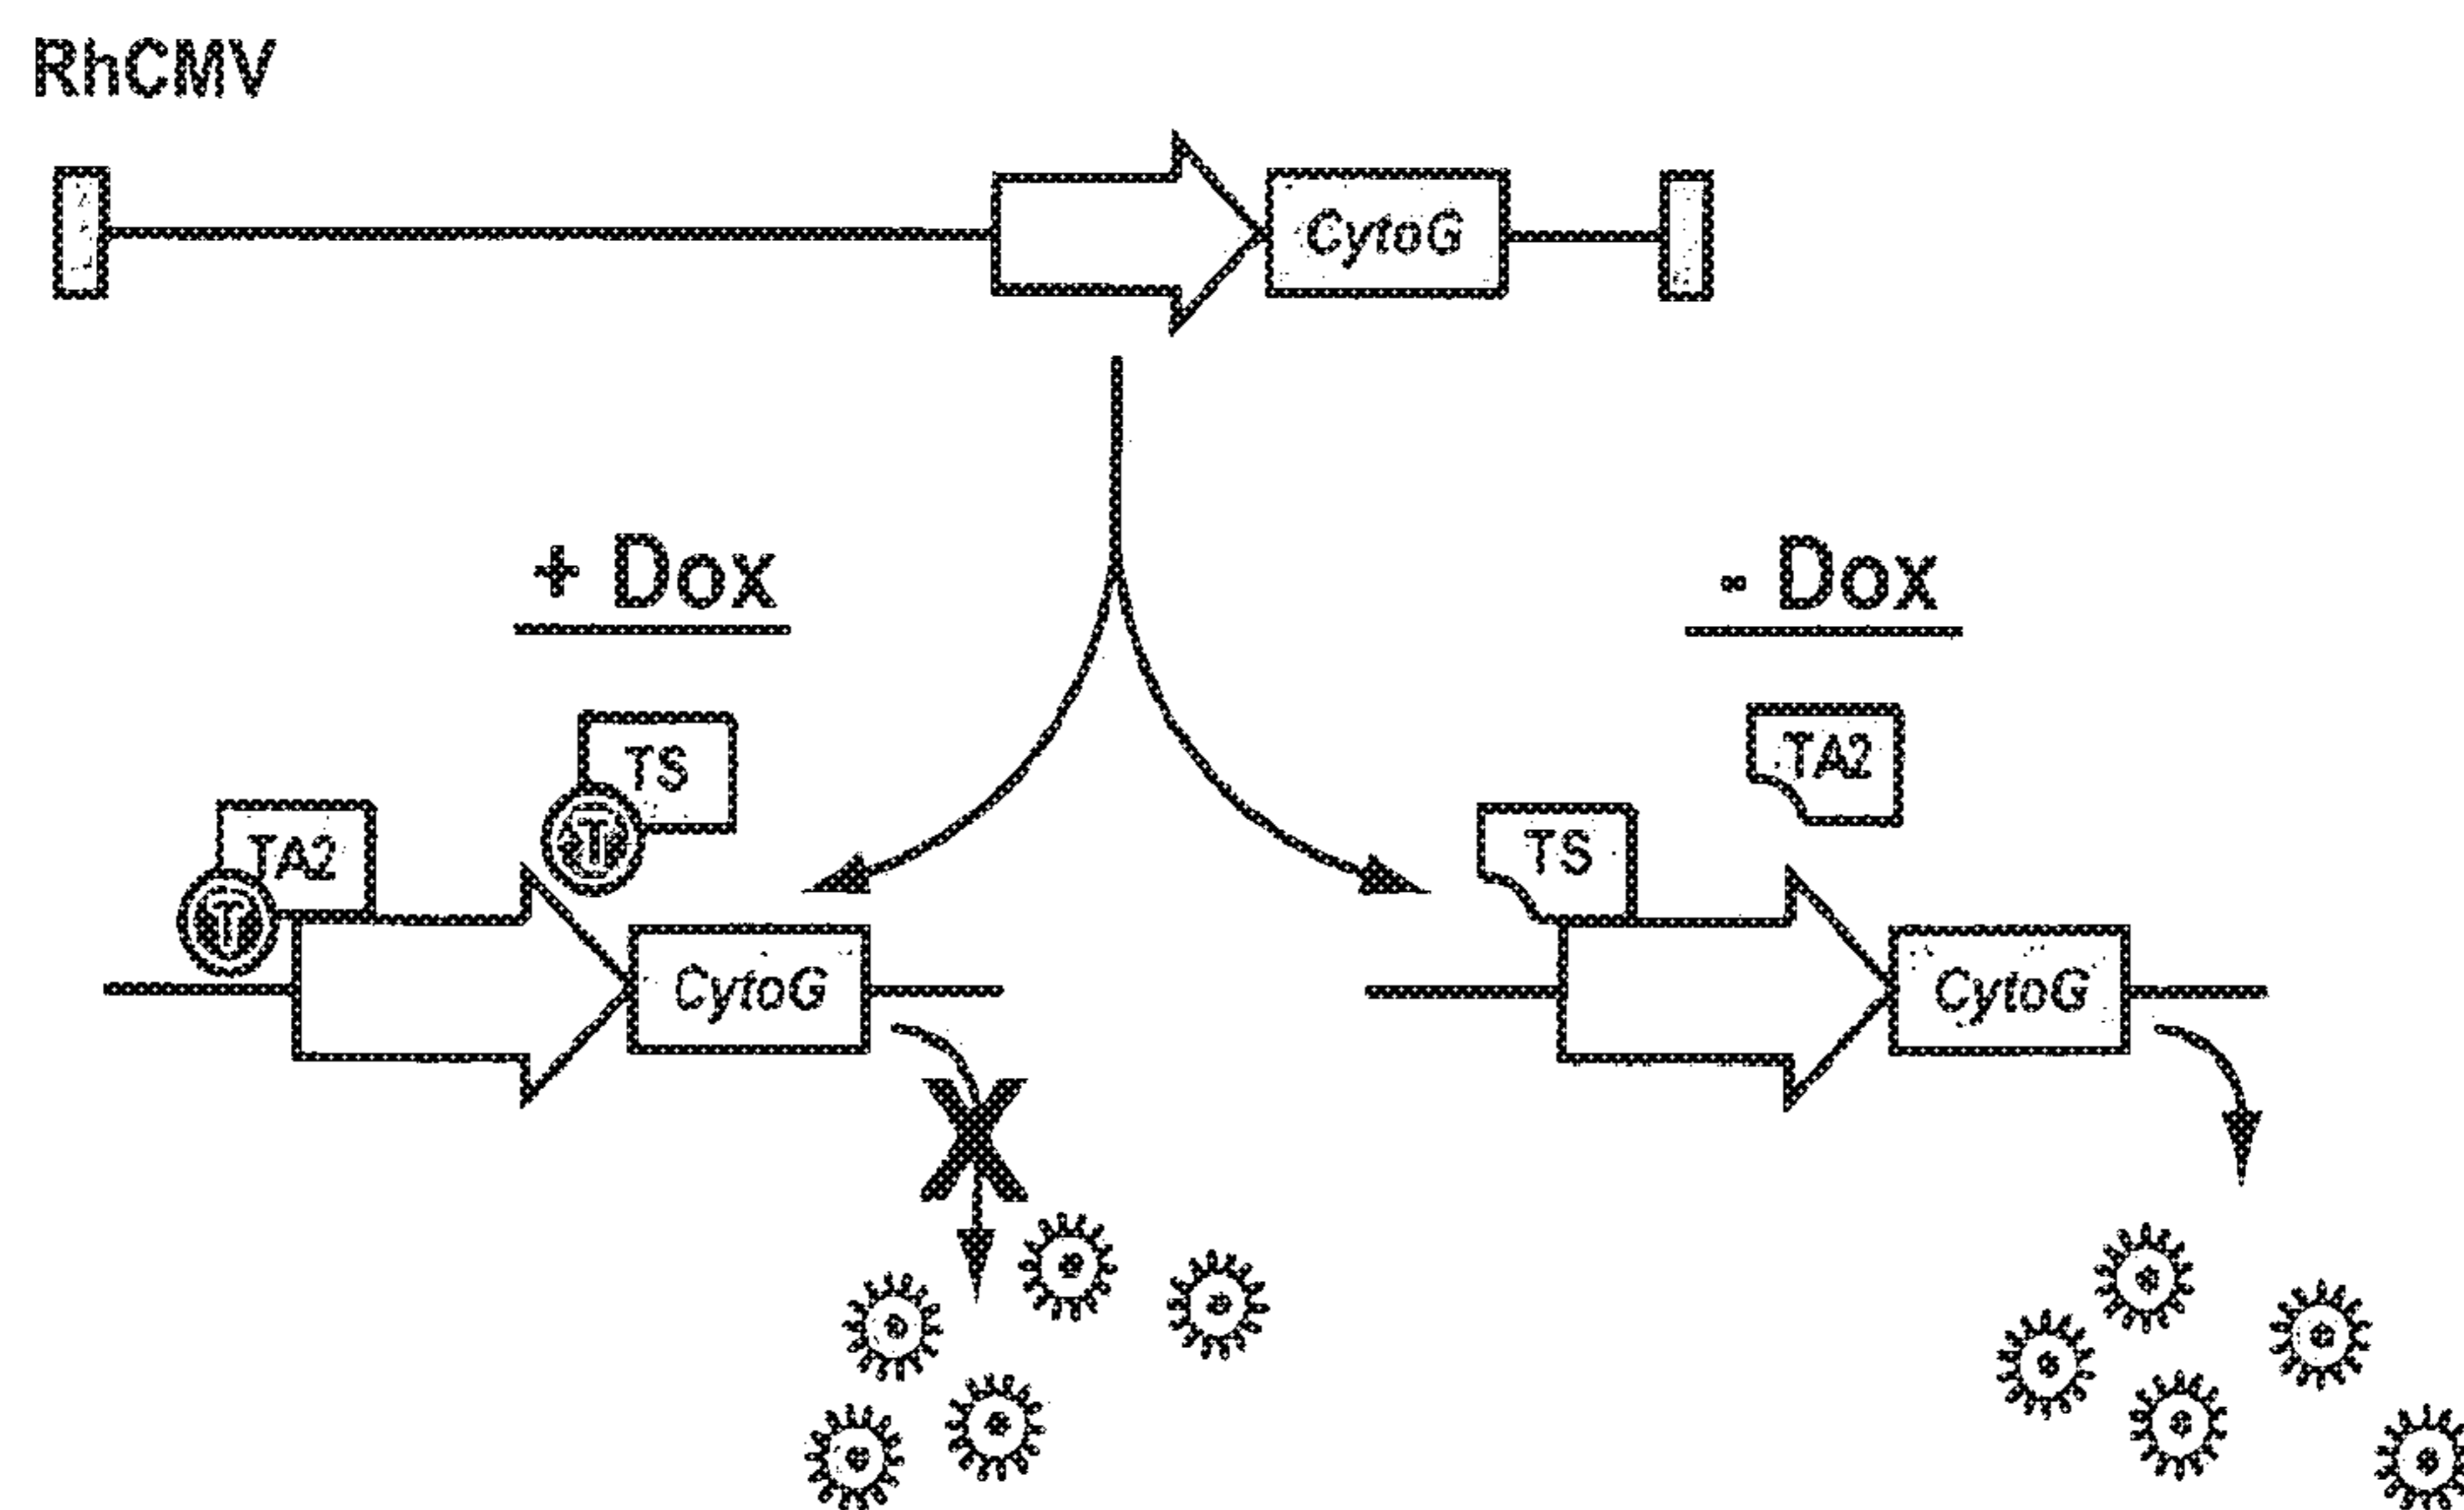 RhCMV
CytoG
+ Dox
- Dox
TS
TA2
T
TA2
T
TS
CytoG
X
CytoG